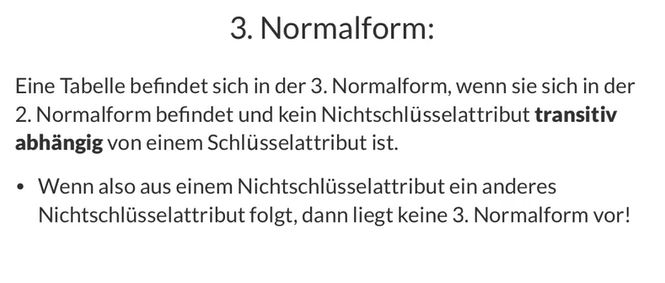 3. Normalform:
Eine Tabelle befindet sich in der 3. Normalform, wenn sie sich in der
2. Normalform befindet und kein Nichtschlüsselattribut transitiv
abhängig von einem Schlüsselattribut ist.
• Wenn also aus einem Nichtschlüsselattribut ein anderes
Nichtschlüsselattribut folgt, dann liegt keine 3. Normalform vor!